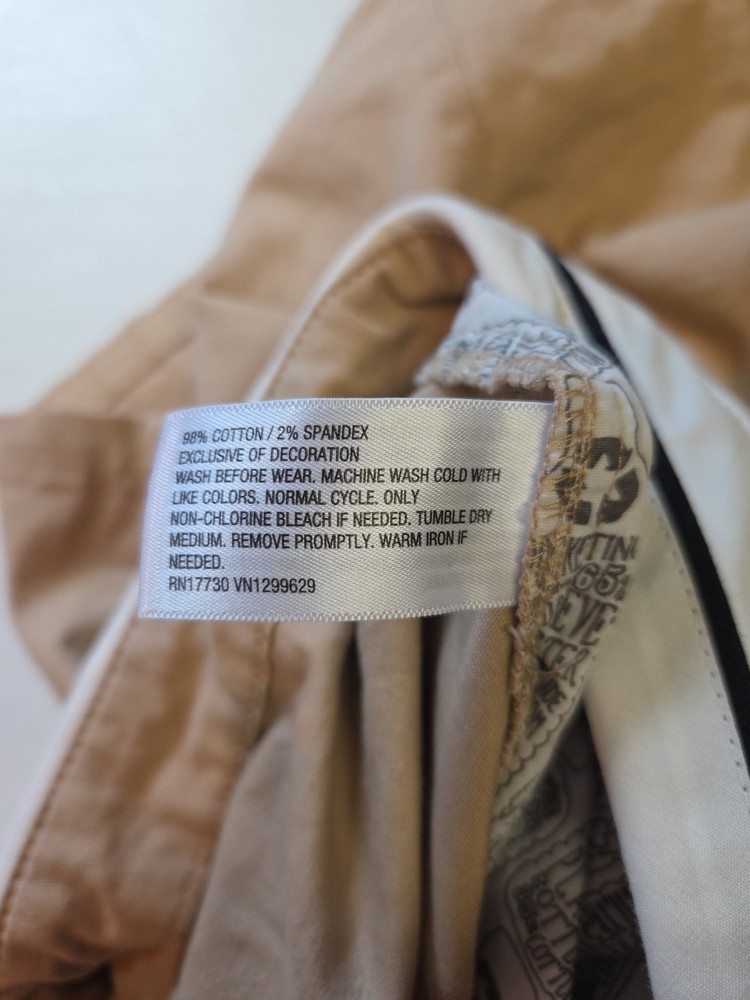 98% COTTON / 2% SPANDEX
EXCLUSIVE OF DECORATION
WASH BEFORE WEAR. MACHINE WASH COLD WITH
LIKE COLORS. NORMAL CYCLE. ONLY
NON-CHLORINE BLEACH IF NEEDED. TUMBLE DRY
MEDIUM. REMOVE PROMPTLY. WARM IRON IF
NEEDED.
RN17730 VN1299629
COTTON